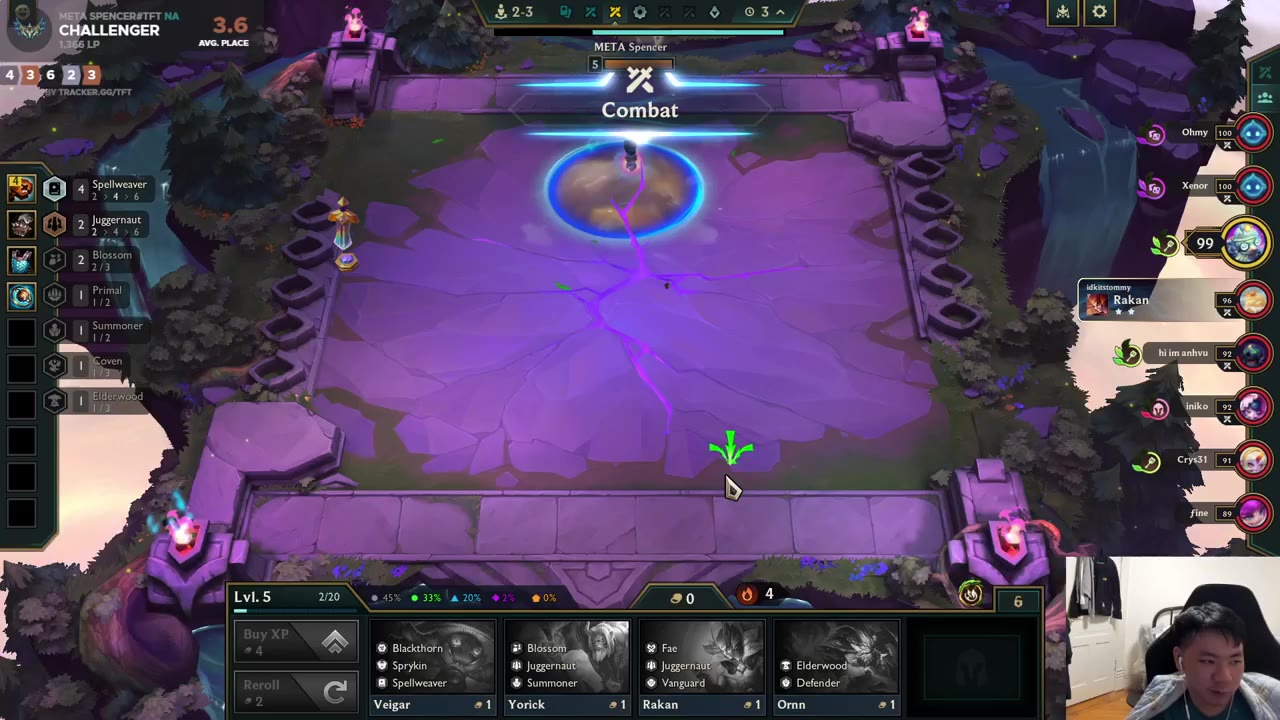 META SPENCER#TFT NA
CHALLENGER
1,366 LP
3.6
AVG. PLACE
4 3 6 2 3
BY TRACKER.GG/TFT
2-3
3
META Spencer
5
Combat
4 Spellweaver
2 > 4 > 6
2 Juggernaut
2 > 4 > 6
2 Blossom
2 / 3
1 Primal
1 / 2
1 Summoner
1 / 2
1 Coven
1 / 3
1 Elderwood
1 / 3
Ohmy 100
Xenor 100
99
idkitstommy
Rakan
96
hi im anhvu 92
iniko 92
Crys31 91
fine 89
Lvl. 5 2/20
45% 33% 20% 2% 0%
0
4
6
Buy XP
4
Reroll
2
Blackthorn
Sprykin
Spellweaver
Veigar 1
Blossom
Juggernaut
Summoner
Yorick 1
Fae
Juggernaut
Vanguard
Rakan 1
Elderwood
Defender
Ornn 1